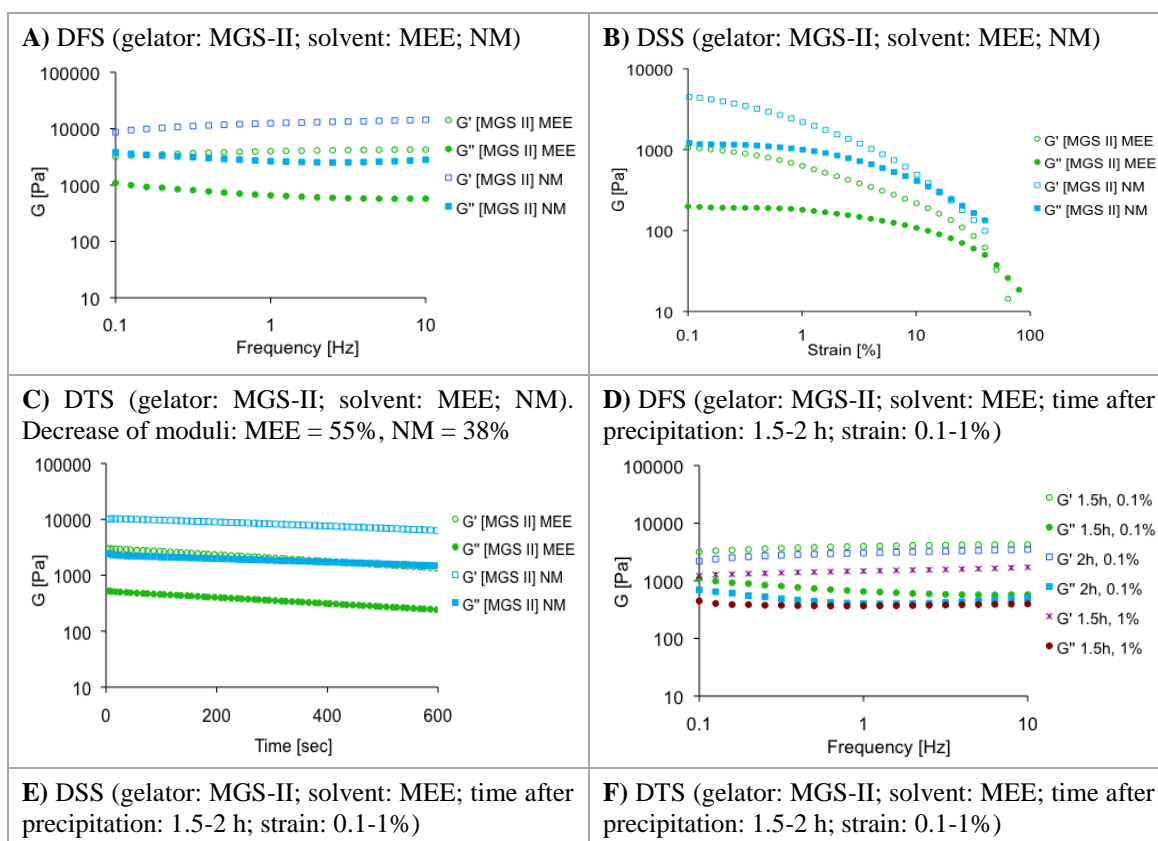 A) DFS (gelator: MGS-II; solvent: MEE; NM)
100000
10000
1000
100
10
G [Pa]
0.1
1
10
Frequency [Hz]
G' [MGS II] MEE
G" [MGS II] MEE
G' [MGS II] NM
G" [MGS II] NM
B) DSS (gelator: MGS-II; solvent: MEE; NM)
10000
1000
100
10
G [Pa]
0.1
1
10
100
Strain [%]
G' [MGS II] MEE
G" [MGS II] MEE
G' [MGS II] NM
G" [MGS II] NM
C) DTS (gelator: MGS-II; solvent: MEE; NM).
Decrease of moduli: MEE = 55%, NM = 38%
100000
10000
1000
100
10
G [Pa]
0
200
400
600
Time [sec]
G' [MGS II] MEE
G" [MGS II] MEE
G' [MGS II] NM
G" [MGS II] NM
D) DFS (gelator: MGS-II; solvent: MEE; time after
precipitation: 1.5-2 h; strain: 0.1-1%)
100000
10000
1000
100
10
G [Pa]
0.1
1
10
Frequency [Hz]
G' 1.5h, 0.1%
G" 1.5h, 0.1%
G' 2h, 0.1%
G" 2h, 0.1%
G' 1.5h, 1%
G" 1.5h, 1%
E) DSS (gelator: MGS-II; solvent: MEE; time after
precipitation: 1.5-2 h; strain: 0.1-1%)
F) DTS (gelator: MGS-II; solvent: MEE; time after
precipitation: 1.5-2 h; strain: 0.1-1%)